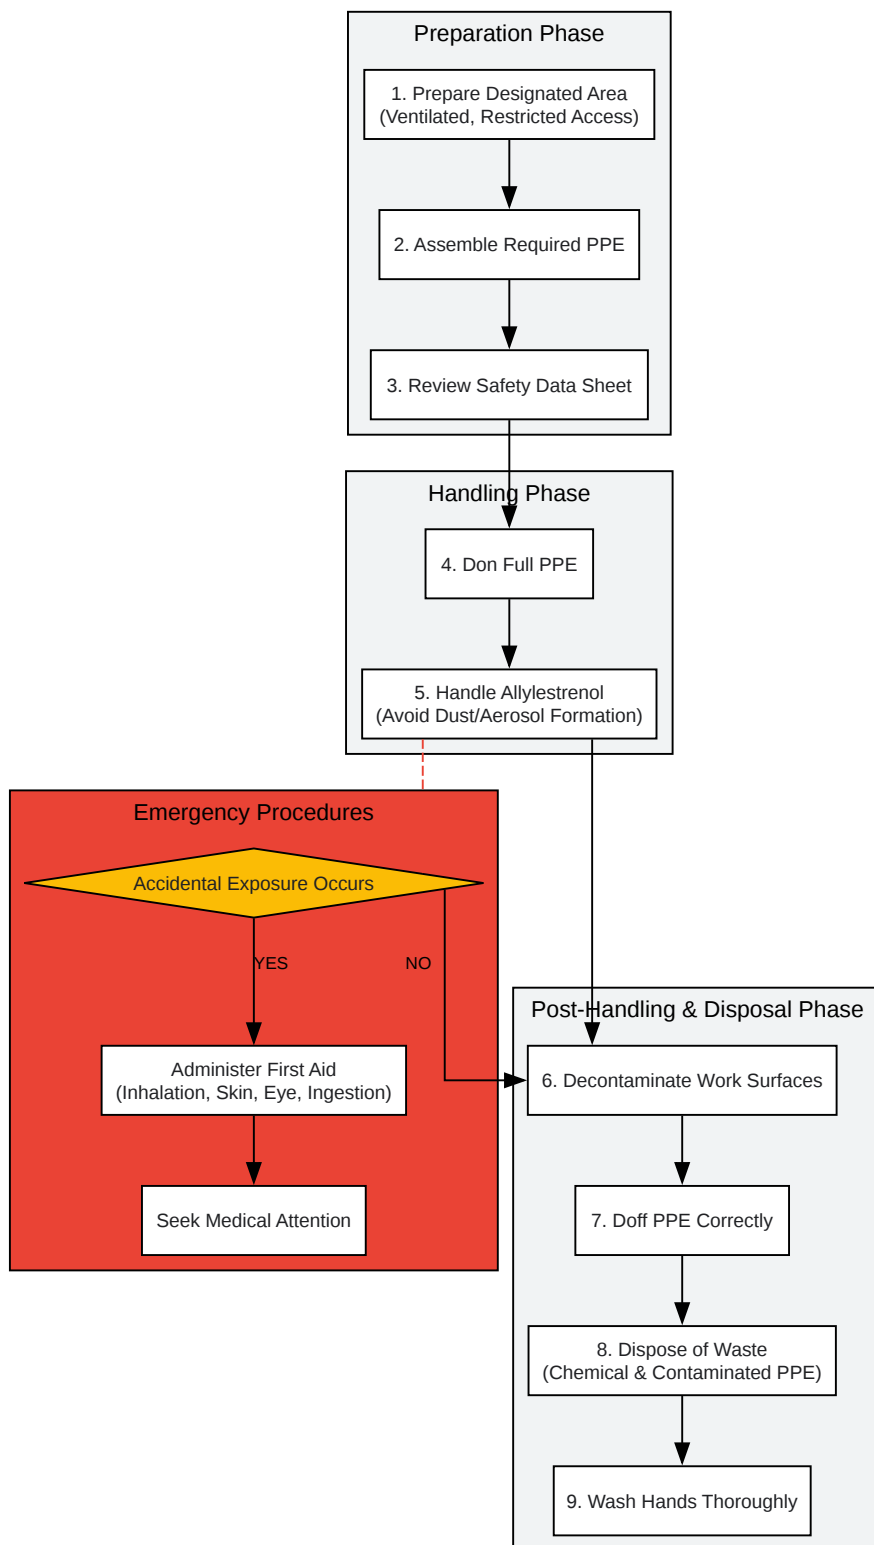 Preparation Phase
1. Prepare Designated Area
(Ventilated, Restricted Access)
2. Assemble Required PPE
3. Review Safety Data Sheet
Handling Phase
4. Don Full PPE
5. Handle Allylestrenol
(Avoid Dust/Aerosol Formation)
Emergency Procedures
Accidental Exposure Occurs
YES
NO
Administer First Aid
(Inhalation, Skin, Eye, Ingestion)
Seek Medical Attention
Post-Handling & Disposal Phase
6. Decontaminate Work Surfaces
7. Doff PPE Correctly
8. Dispose of Waste
(Chemical & Contaminated PPE)
9. Wash Hands Thoroughly